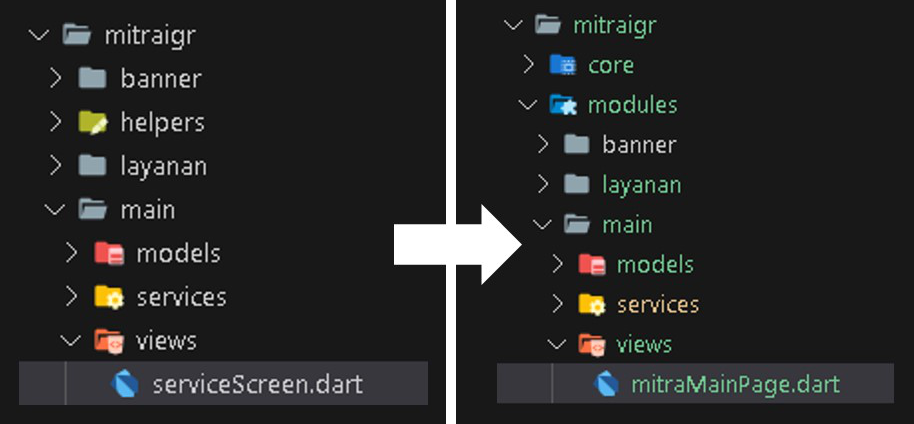 mitraigr
banner
helpers
layanan
main
models
services
views
serviceScreen.dart
mitraigr
core
modules
banner
layanan
main
models
services
views
mitraMainPage.dart